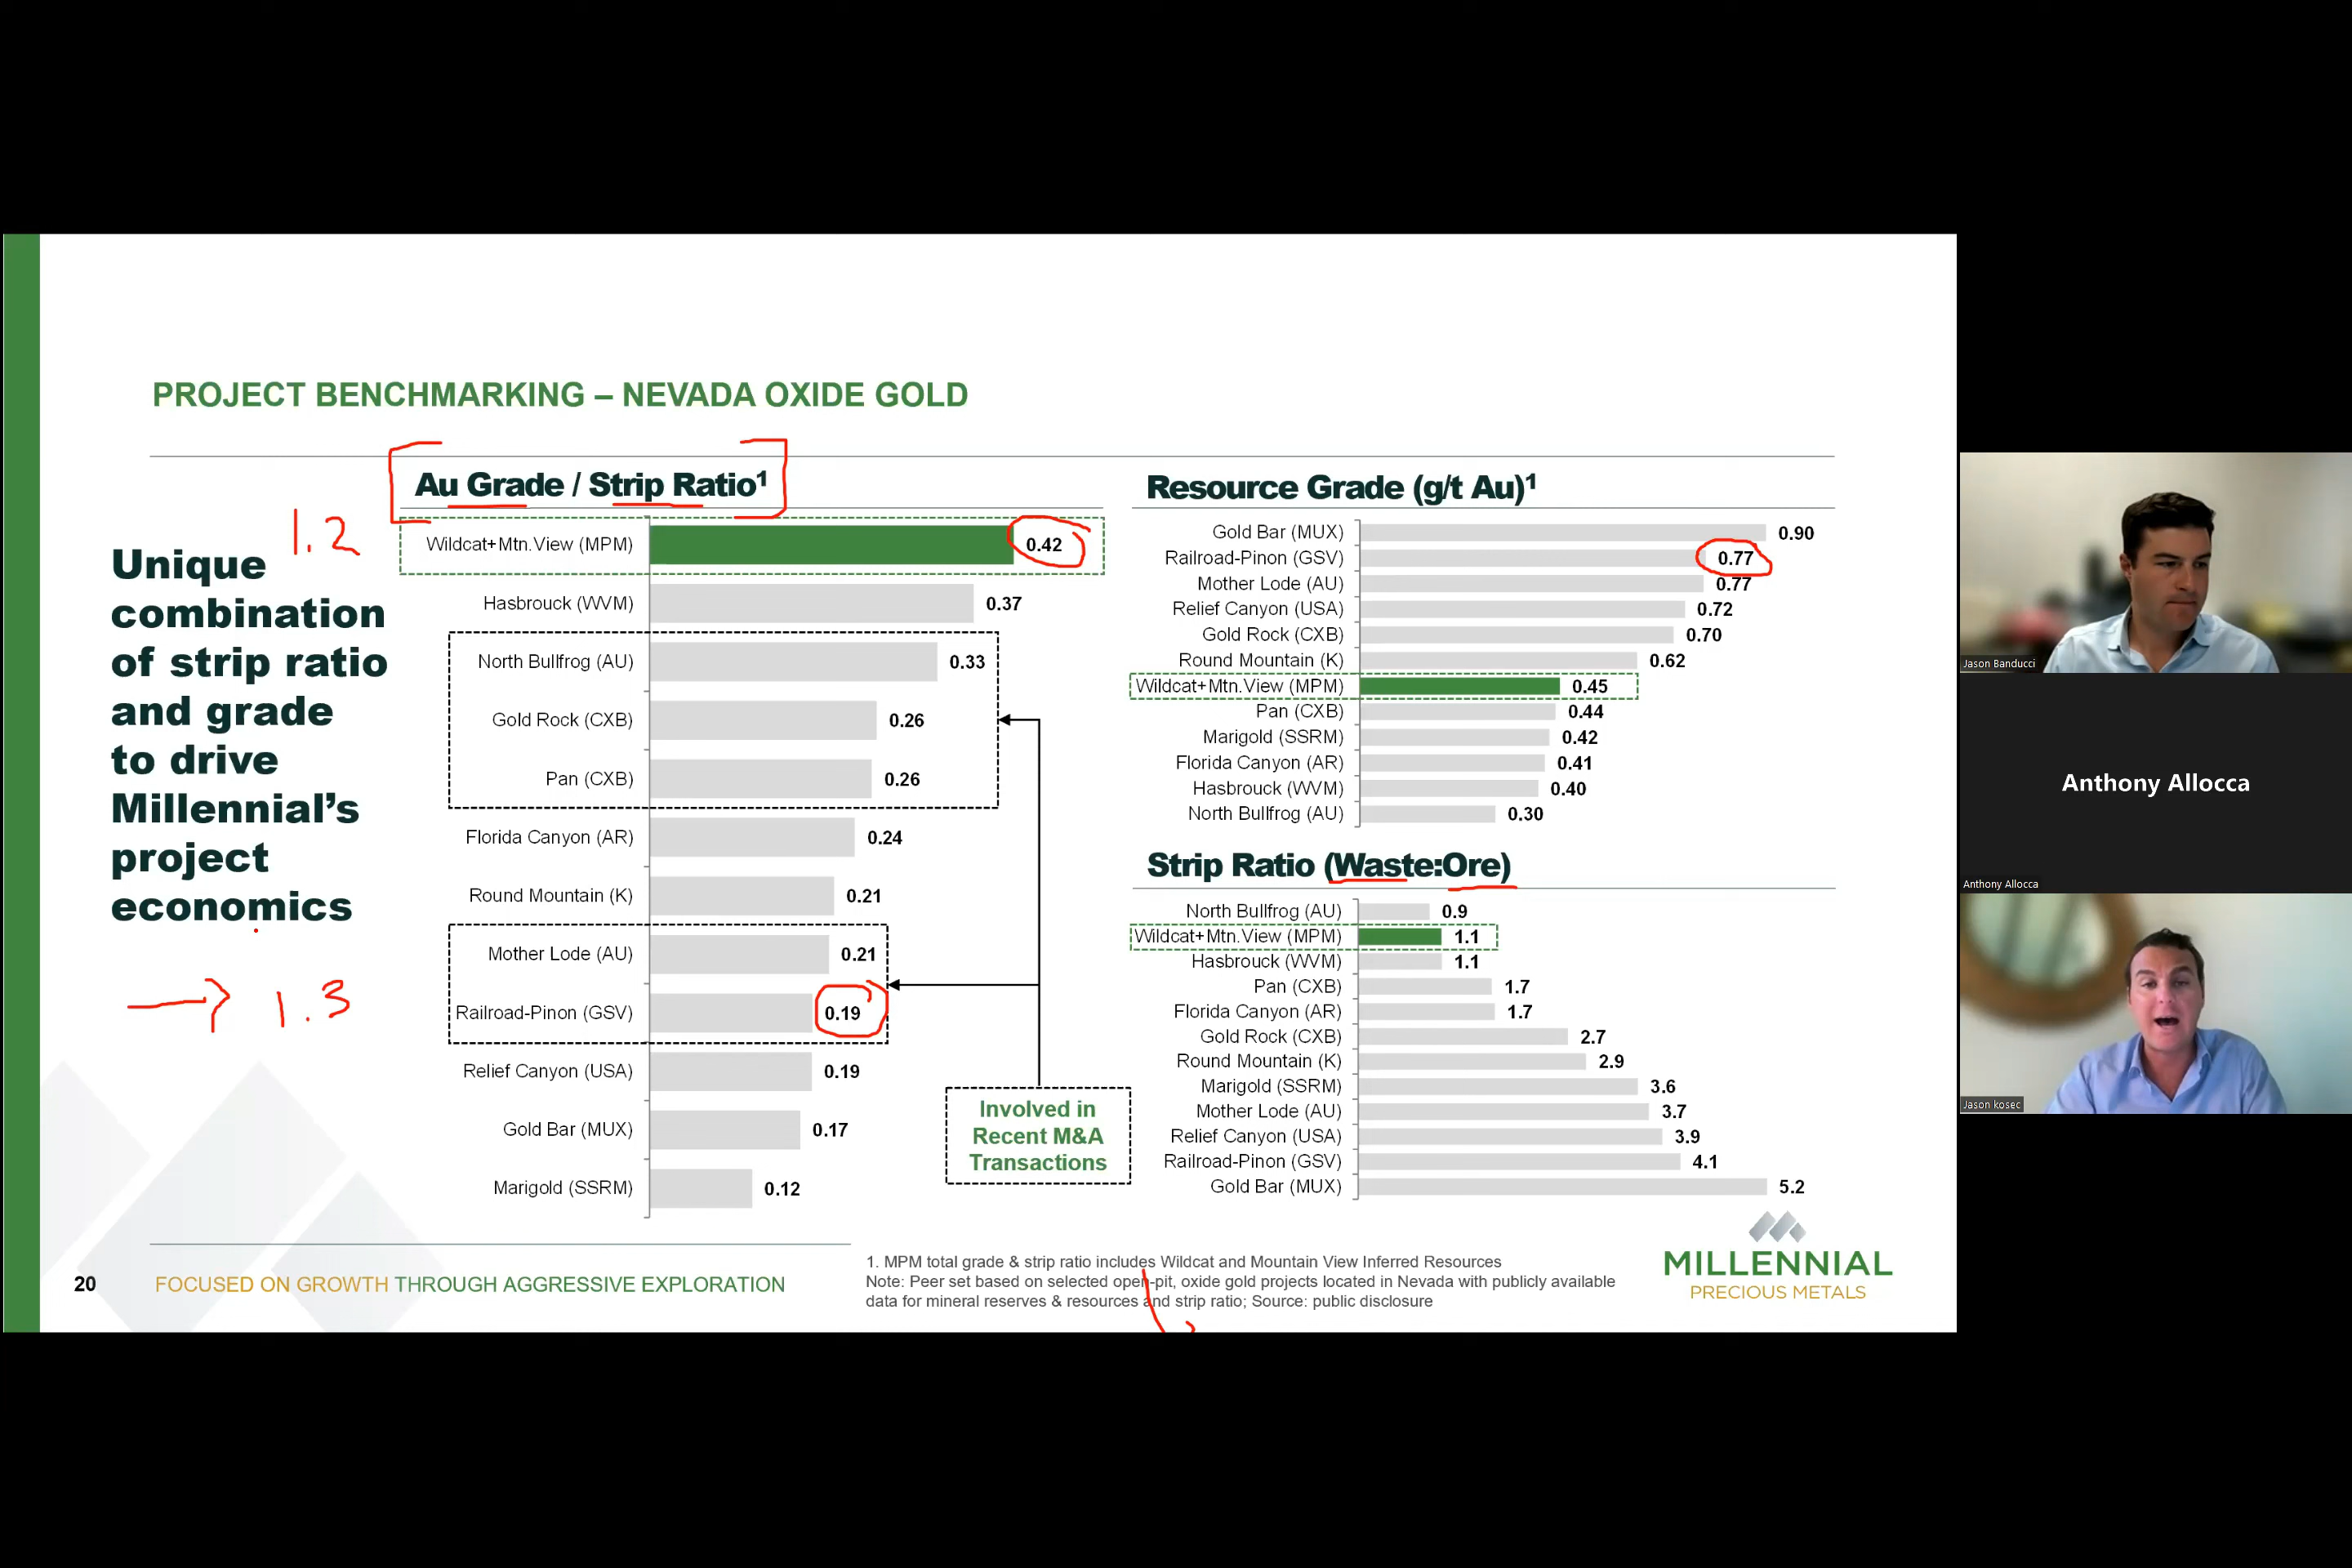 PROJECT BENCHMARKING – NEVADA OXIDE GOLD
1.2
Unique
combination
of strip ratio
and grade
to drive
Millennial’s
project
economics
1.3
Au Grade / Strip Ratio¹
Wildcat+Mtn.View (MPM) 0.42
Hasbrouck (WVM) 0.37
North Bullfrog (AU) 0.33
Gold Rock (CXB) 0.26
Pan (CXB) 0.26
Florida Canyon (AR) 0.24
Round Mountain (K) 0.21
Mother Lode (AU) 0.21
Railroad-Pinon (GSV) 0.19
Relief Canyon (USA) 0.19
Gold Bar (MUX) 0.17
Marigold (SSRM) 0.12
Involved in
Recent M&A
Transactions
Resource Grade (g/t Au)¹
Gold Bar (MUX) 0.90
Railroad-Pinon (GSV) 0.77
Mother Lode (AU) 0.77
Relief Canyon (USA) 0.72
Gold Rock (CXB) 0.70
Round Mountain (K) 0.62
Wildcat+Mtn.View (MPM) 0.45
Pan (CXB) 0.44
Marigold (SSRM) 0.42
Florida Canyon (AR) 0.41
Hasbrouck (WVM) 0.40
North Bullfrog (AU) 0.30
Strip Ratio (Waste:Ore)
North Bullfrog (AU) 0.9
Wildcat+Mtn.View (MPM) 1.1
Hasbrouck (WVM) 1.1
Pan (CXB) 1.7
Florida Canyon (AR) 1.7
Gold Rock (CXB) 2.7
Round Mountain (K) 2.9
Marigold (SSRM) 3.6
Mother Lode (AU) 3.7
Relief Canyon (USA) 3.9
Railroad-Pinon (GSV) 4.1
Gold Bar (MUX) 5.2
20 FOCUSED ON GROWTH THROUGH AGGRESSIVE EXPLORATION
1. MPM total grade & strip ratio includes Wildcat and Mountain View Inferred Resources
Note: Peer set based on selected open-pit, oxide gold projects located in Nevada with publicly available
data for mineral reserves & resources and strip ratio; Source: public disclosure
MILLENNIAL
PRECIOUS METALS
Jason Banducci
Anthony Allocca
Anthony Allocca
Jason kosec